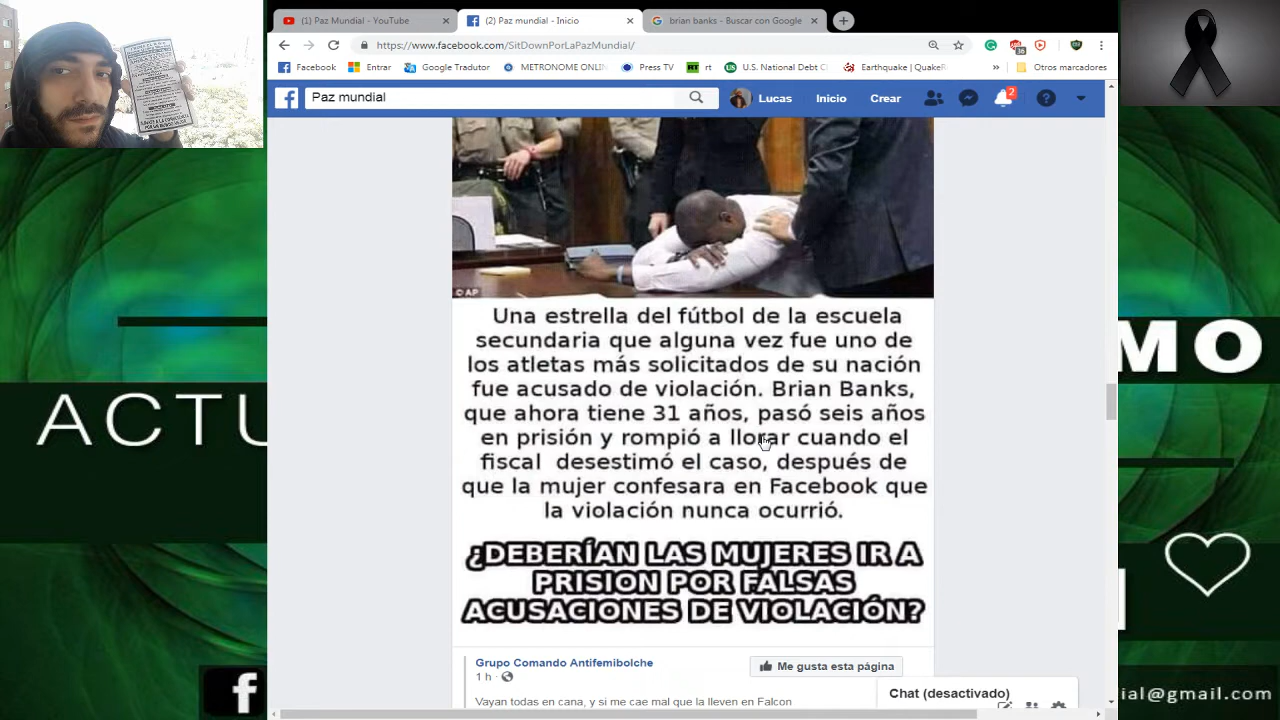 (1) Paz Mundial - YouTube
(2) Paz mundial - Inicio
brian banks - Buscar con Google
https://www.facebook.com/SitDownPorLaPazMundial/
Facebook
Entrar
Google Tradutor
METRONOME ONLIN
Press TV
rt
U.S. National Debt C
Earthquake | Quake
Outros marcadores
Paz mundial
Lucas
Inicio
Crear
2
© AP
Una estrella del fútbol de la escuela
secundaria que alguna vez fue uno de
los atletas más solicitados de su nación
fue acusado de violación. Brian Banks,
que ahora tiene 31 años, pasó seis años
en prisión y rompió a llorar cuando el
fiscal desestimó el caso, después de
que la mujer confesara en Facebook que
la violación nunca ocurrió.
¿DEBERÍAN LAS MUJERES IR A
PRISION POR FALSAS
ACUSACIONES DE VIOLACIÓN?
Grupo Comando Antifemibolche
Me gusta esta página
1 h
Vayan todas en cana, y si me cae mal que la lleven en Falcon
Chat (desactivado)
ACTU
MO
ial@gmail.com